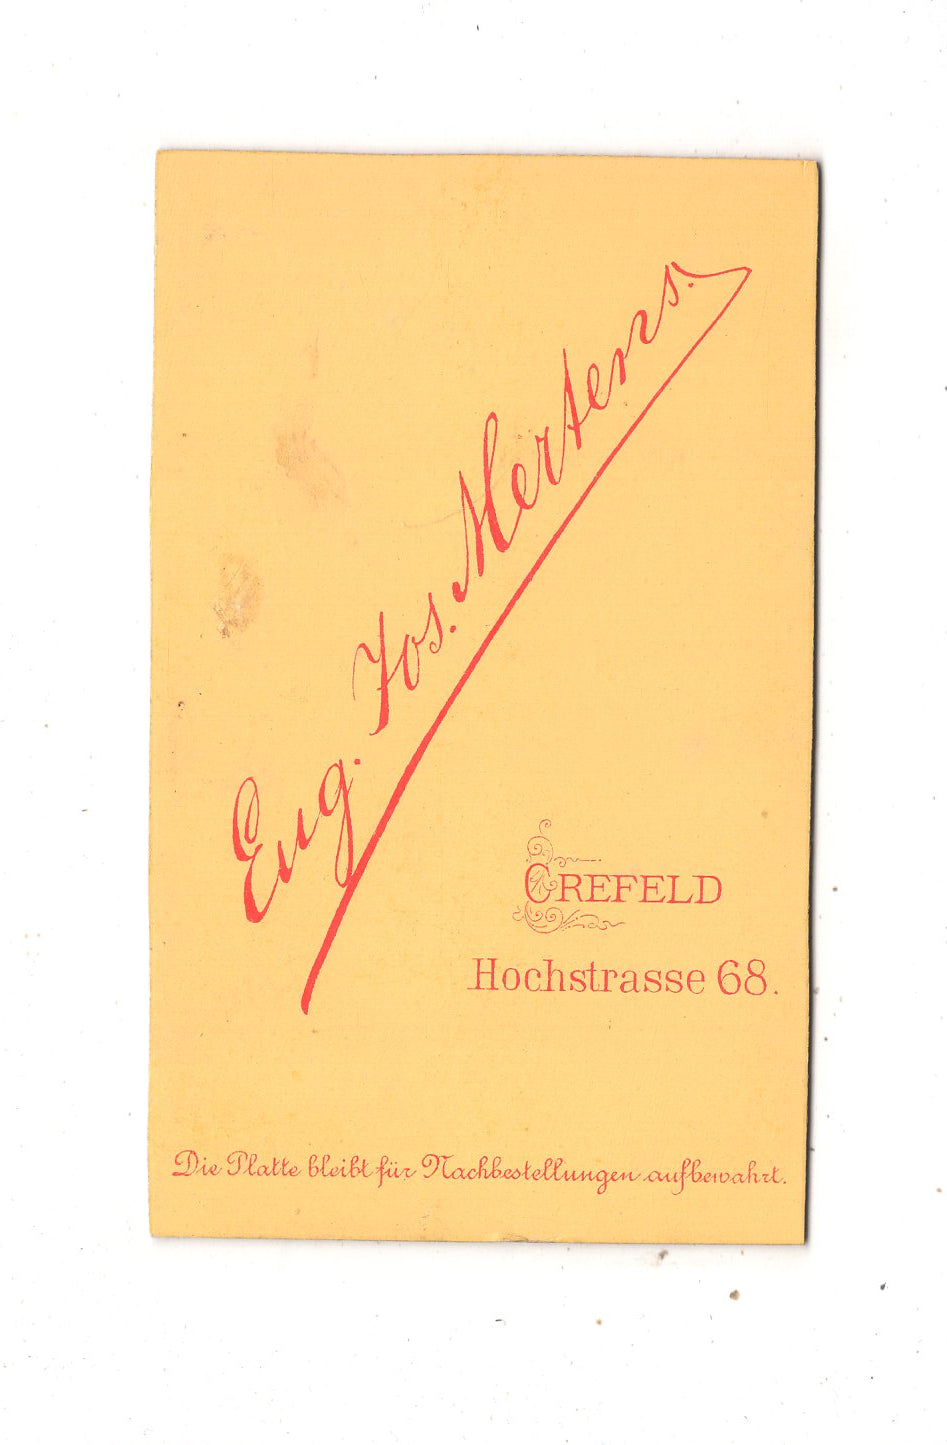 Eug. Jos. Mertens.
CREFELD
Hochstrasse 68.
Die Platte bleibt für Nachbestellungen aufbewahrt.